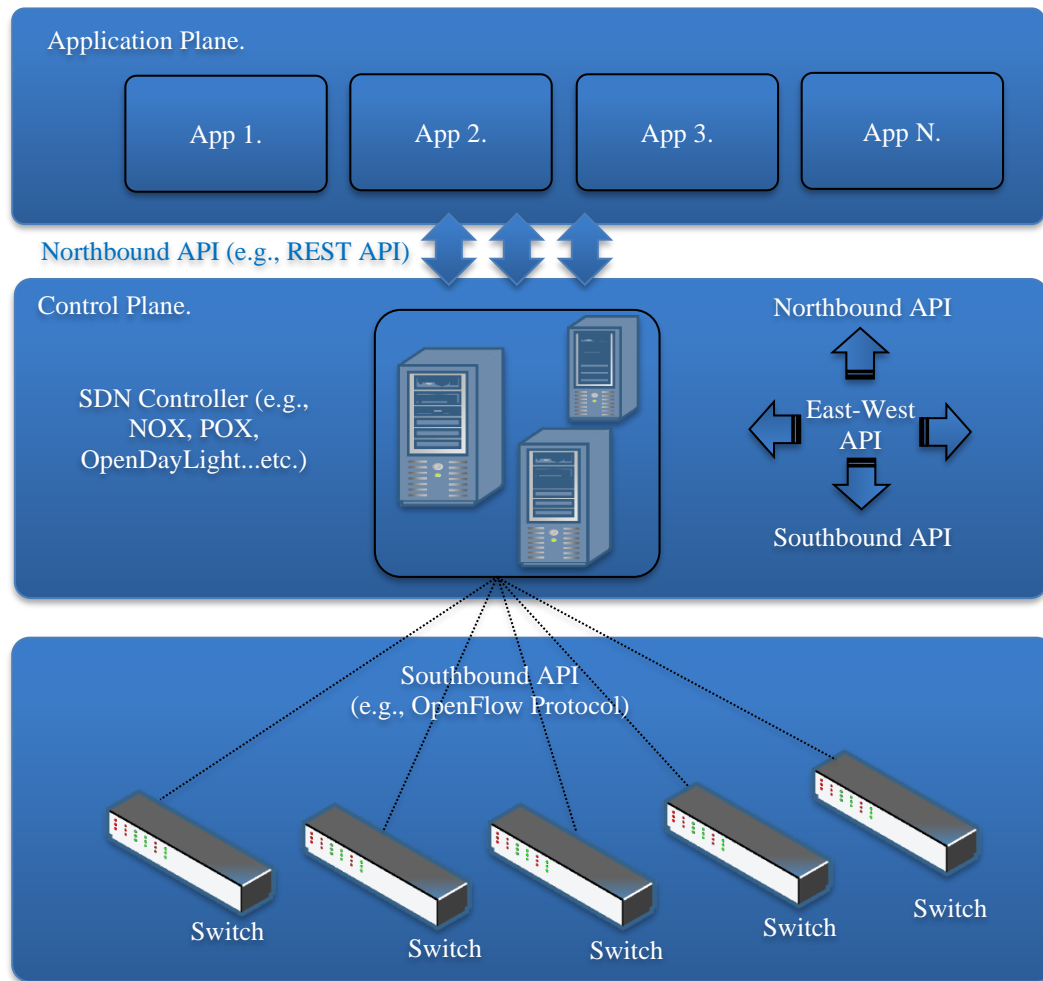 Application Plane.
App 1.
App 2.
App 3.
App N.
Northbound API (e.g., REST API)
Control Plane.
SDN Controller (e.g.,
NOX, POX,
OpenDayLight...etc.)
Northbound API
East-West
API
Southbound API
Southbound API
(e.g., OpenFlow Protocol)
Switch
Switch
Switch
Switch
Switch